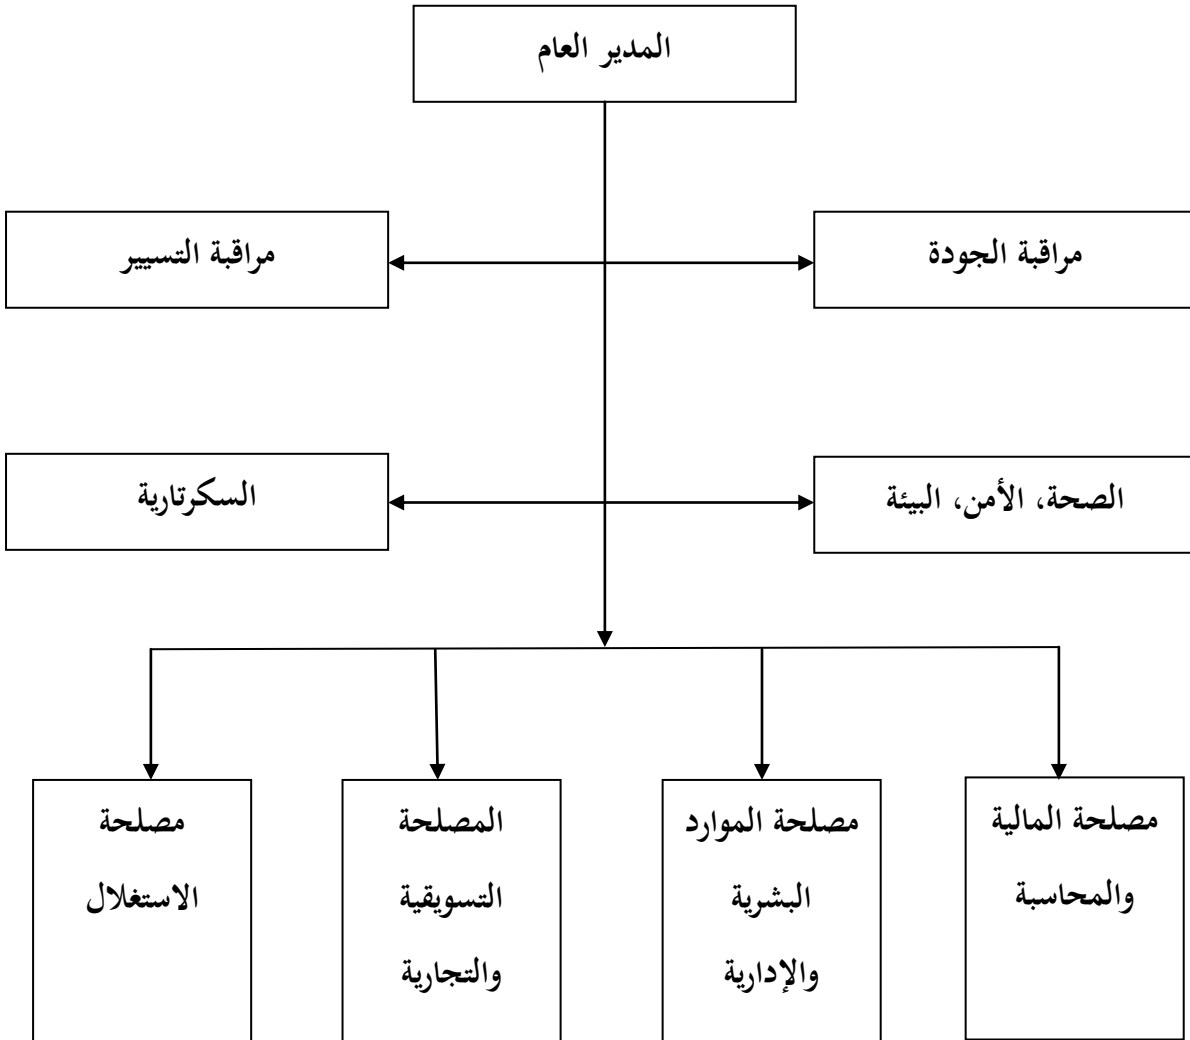 المدير العام
مراقبة الجودة
مراقبة التسيير
الصحة، الأمن، البيئة
السكرتارية
مصلحة المالية
والمحاسبة
مصلحة الموارد
البشرية
والإدارية
المصلحة
التسويقية
والتجارية
مصلحة
الاستغلال